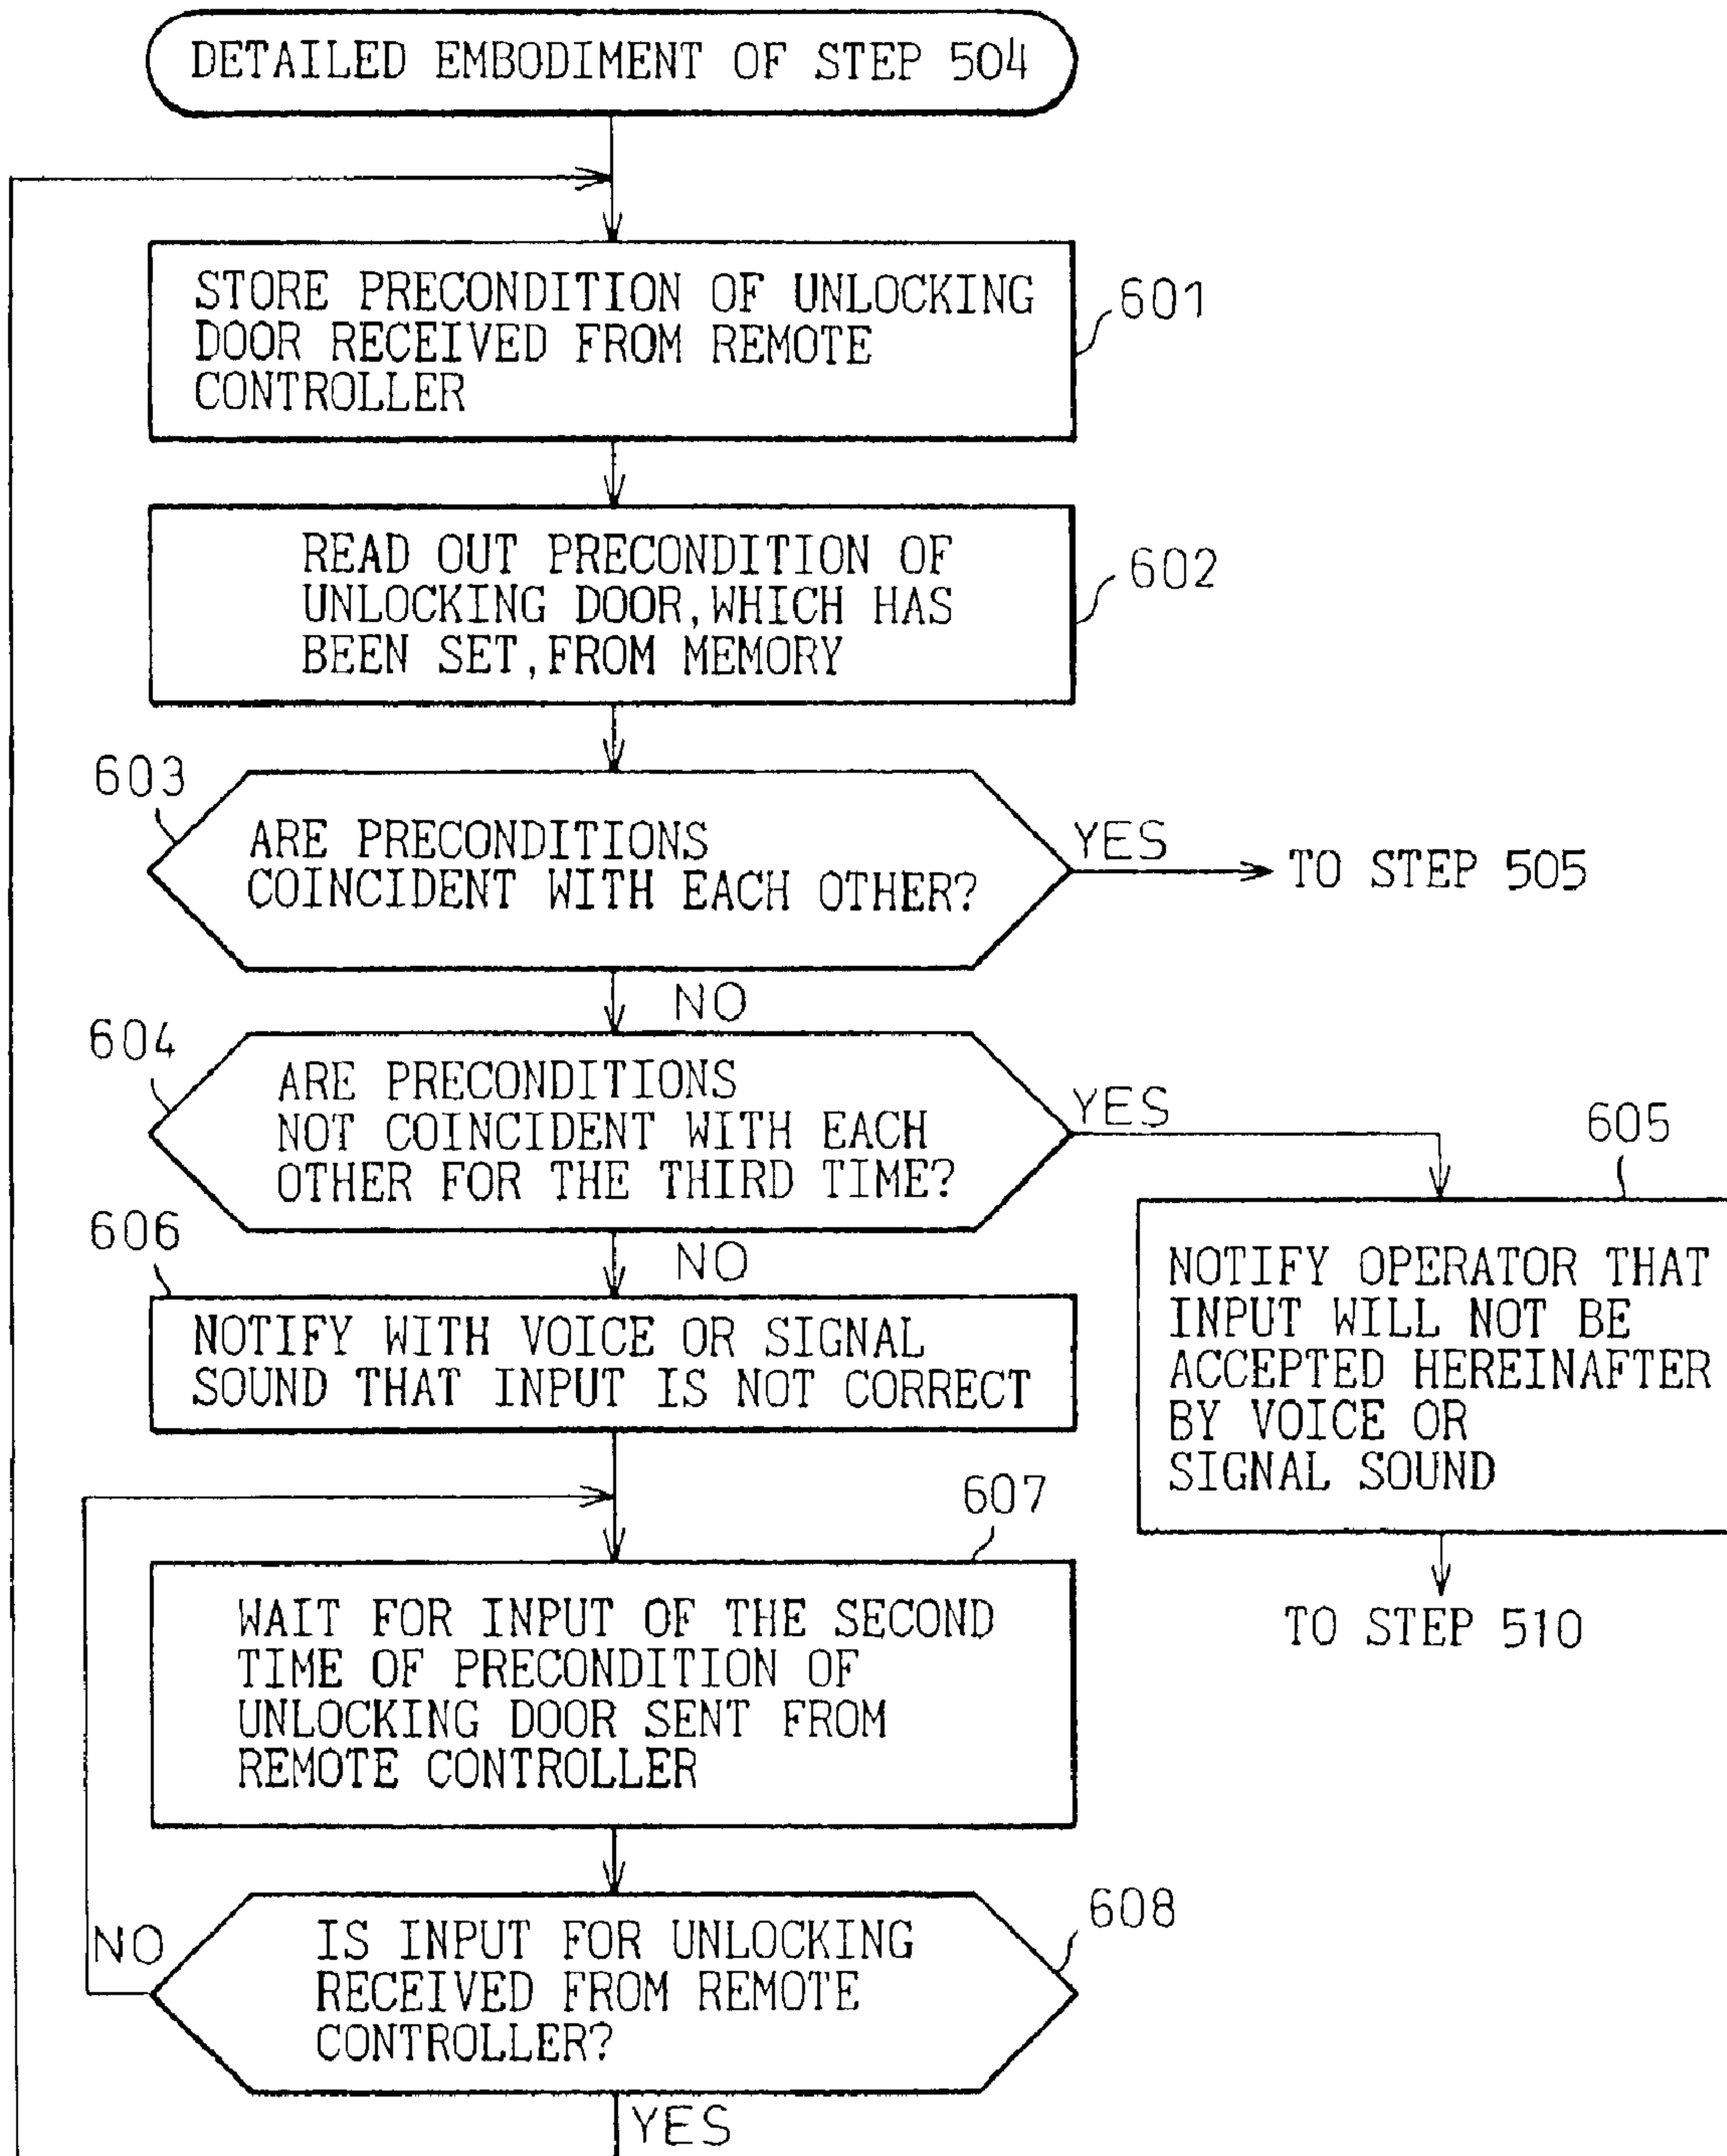 DETAILED EMBODIMENT OF STEP 504
STORE PRECONDITION OF UNLOCKING
DOOR RECEIVED FROM REMOTE
CONTROLLER
601
READ OUT PRECONDITION OF
UNLOCKING DOOR, WHICH HAS
BEEN SET, FROM MEMORY
602
603
ARE PRECONDITIONS
COINCIDENT WITH EACH OTHER?
YES
TO STEP 505
NO
604
ARE PRECONDITIONS
NOT COINCIDENT WITH EACH
OTHER FOR THE THIRD TIME?
YES
605
NOTIFY OPERATOR THAT
INPUT WILL NOT BE
ACCEPTED HEREINAFTER
BY VOICE OR
SIGNAL SOUND
TO STEP 510
NO
606
NOTIFY WITH VOICE OR SIGNAL
SOUND THAT INPUT IS NOT CORRECT
607
WAIT FOR INPUT OF THE SECOND
TIME OF PRECONDITION OF
UNLOCKING DOOR SENT FROM
REMOTE CONTROLLER
608
IS INPUT FOR UNLOCKING
RECEIVED FROM REMOTE
CONTROLLER?
NO
YES